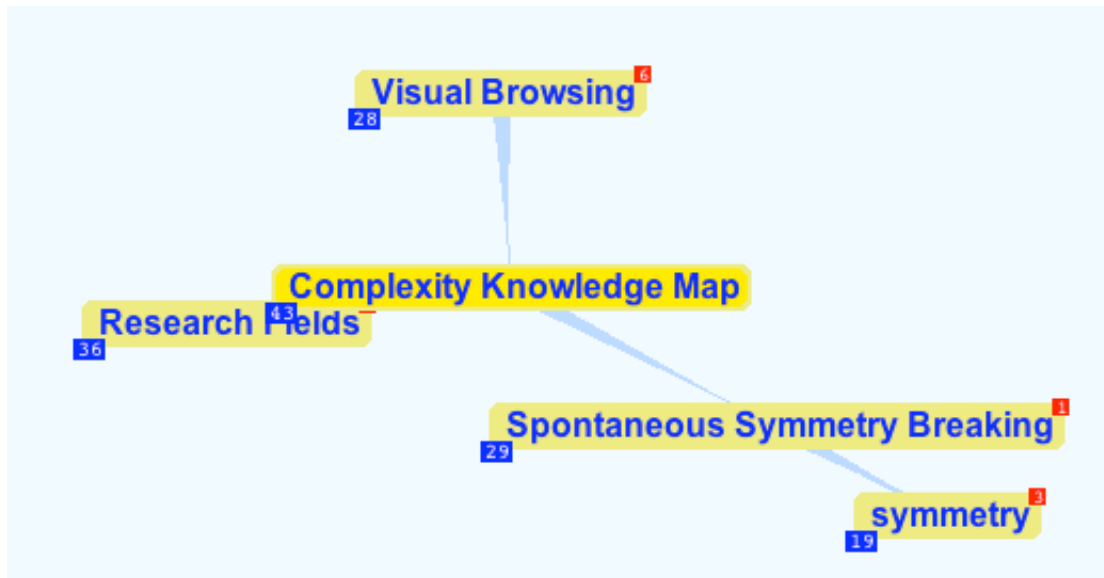 6
Visual Browsing
28
Complexity Knowledge Map
43
Research Fields
36
1
Spontaneous Symmetry Breaking
29
3
symmetry
19